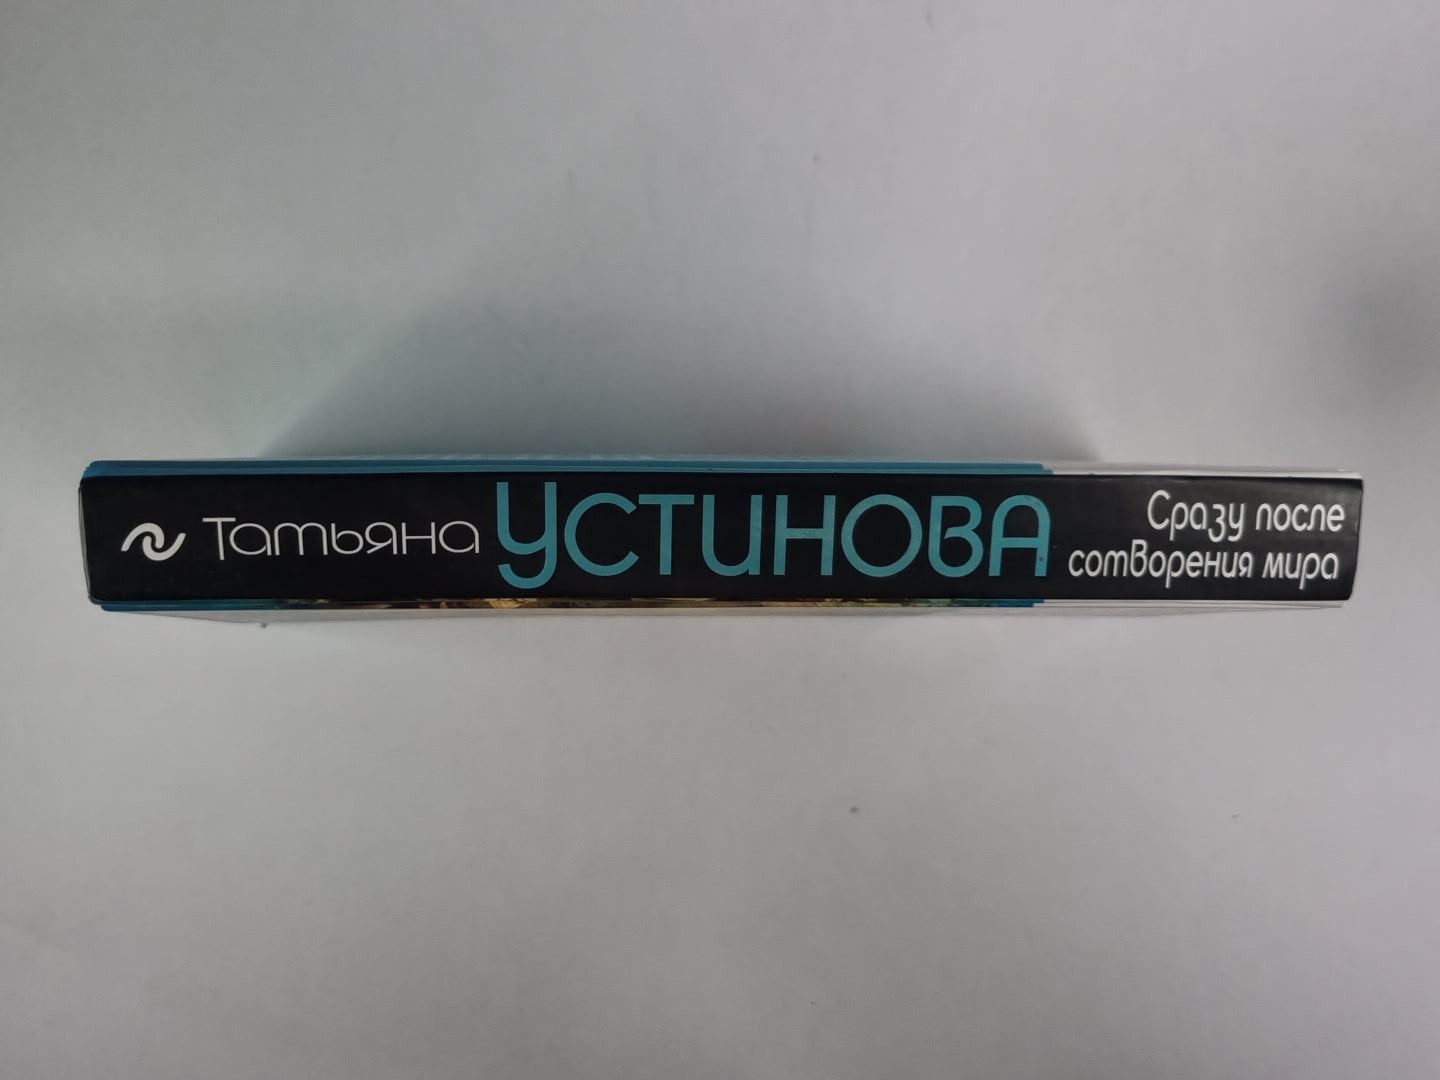 Татьяна УСТИНОВА
Сразу после
сотворения мира